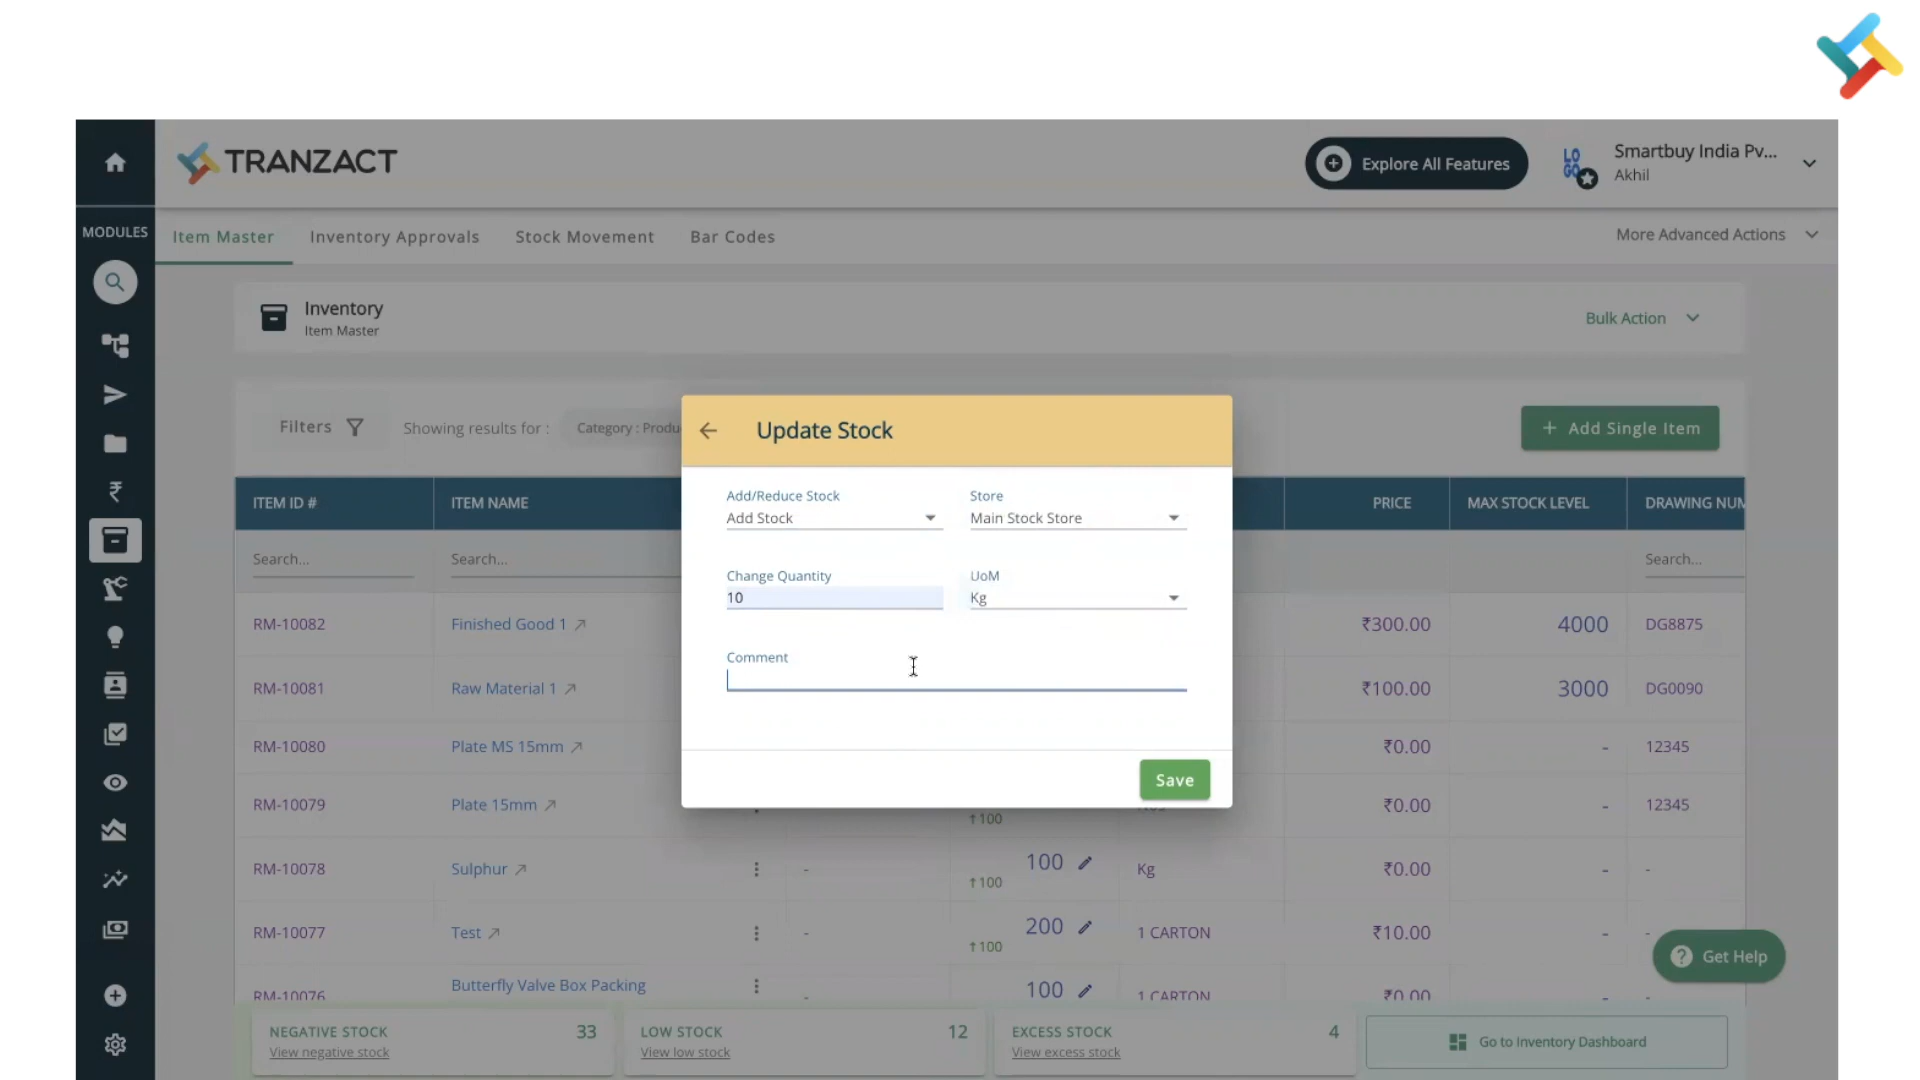 TRANZACT
Explore All Features
Smartbuy India Pv...
Akhil
LOGO
MODULES
Item Master
Inventory Approvals
Stock Movement
Bar Codes
More Advanced Actions
Inventory
Item Master
Bulk Action
Filters
Showing results for :
Category : Produ
+ Add Single Item
Update Stock
Add/Reduce Stock
Add Stock
Store
Main Stock Store
Change Quantity
10
UoM
Kg
Comment
Save
ITEM ID #
ITEM NAME
PRICE
MAX STOCK LEVEL
DRAWING NUM
Search...
Search...
Search...
RM-10082
Finished Good 1
₹300.00
4000
DG8875
RM-10081
Raw Material 1
₹100.00
3000
DG0090
RM-10080
Plate MS 15mm
₹0.00
-
12345
RM-10079
Plate 15mm
↑100
₹0.00
-
12345
RM-10078
Sulphur
-
↑100
100
Kg
₹0.00
-
-
RM-10077
Test
-
↑100
200
1 CARTON
₹10.00
-
-
RM-10076
Butterfly Valve Box Packing
-
100
1 CARTON
₹0.00
-
-
Get Help
NEGATIVE STOCK
33
View negative stock
LOW STOCK
12
View low stock
EXCESS STOCK
4
View excess stock
Go to Inventory Dashboard